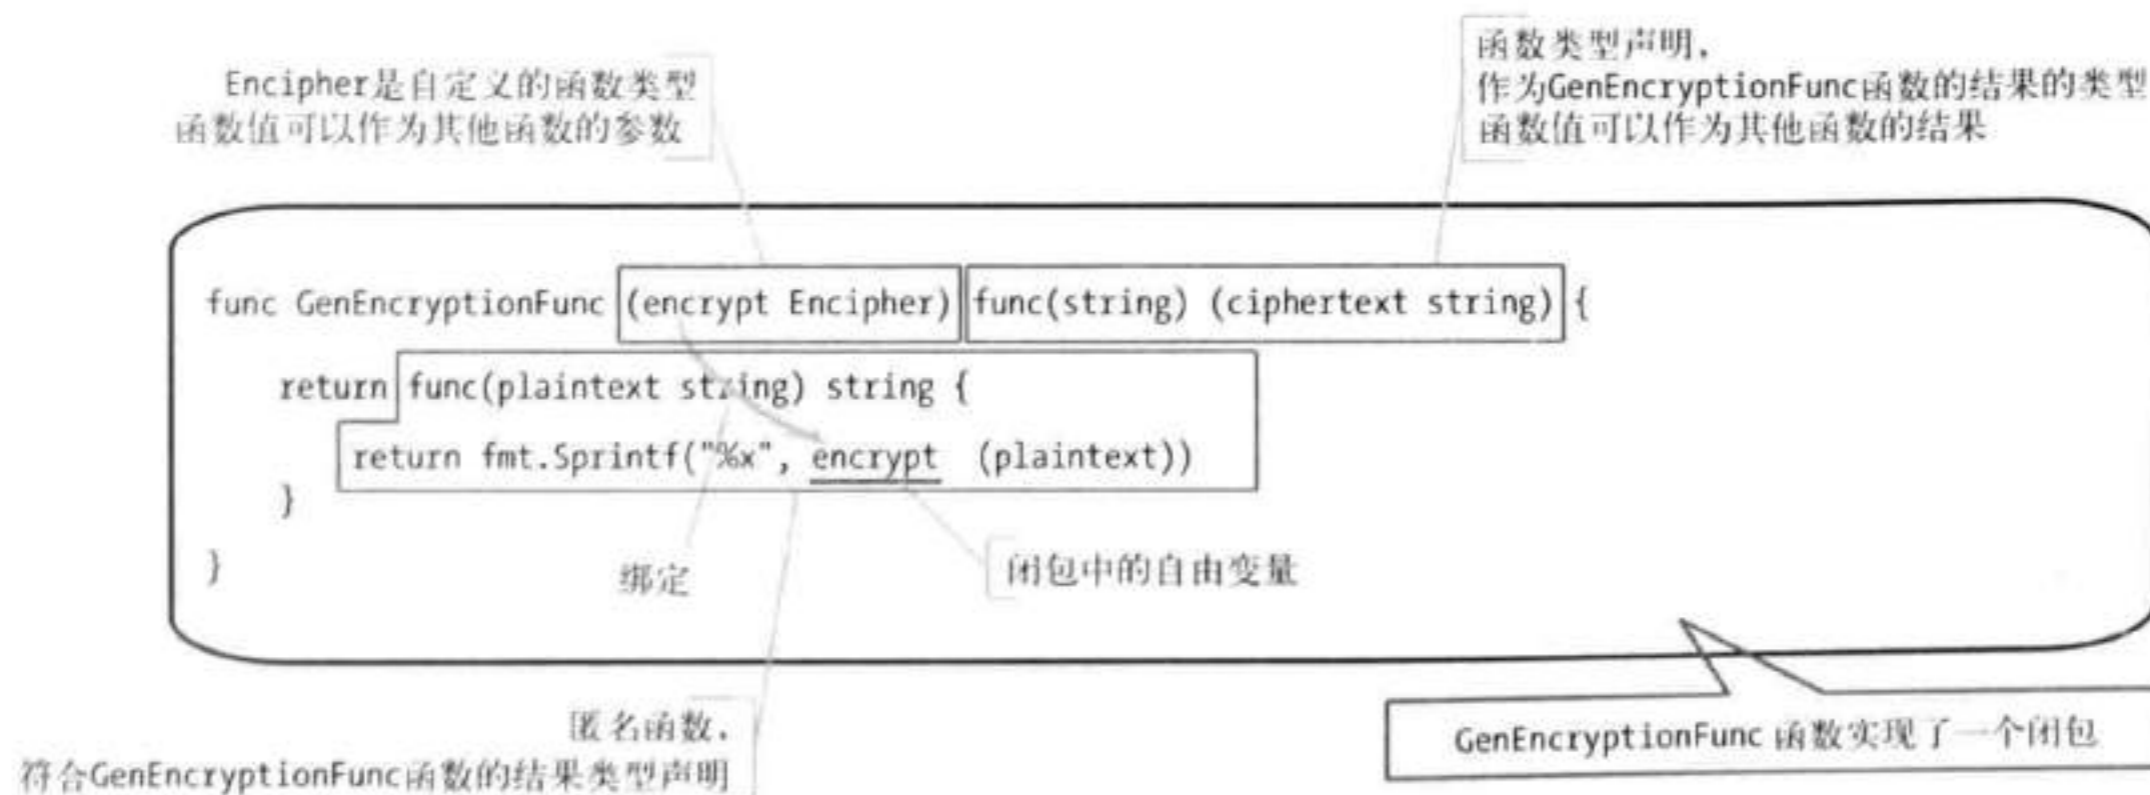 Encipher是自定义的函数类型
函数值可以作为其他函数的参数
函数类型声明，
作为GenEncryptionFunc函数的结果的类型
函数值可以作为其他函数的结果
func GenEncryptionFunc (encrypt Encipher) func(string) (ciphertext string) {
return func(plaintext string) string {
return fmt.Sprintf("%x", encrypt (plaintext))
}
}
绑定
闭包中的自由变量
匿名函数，
符合GenEncryptionFunc函数的结果类型声明
GenEncryptionFunc 函数实现了一个闭包